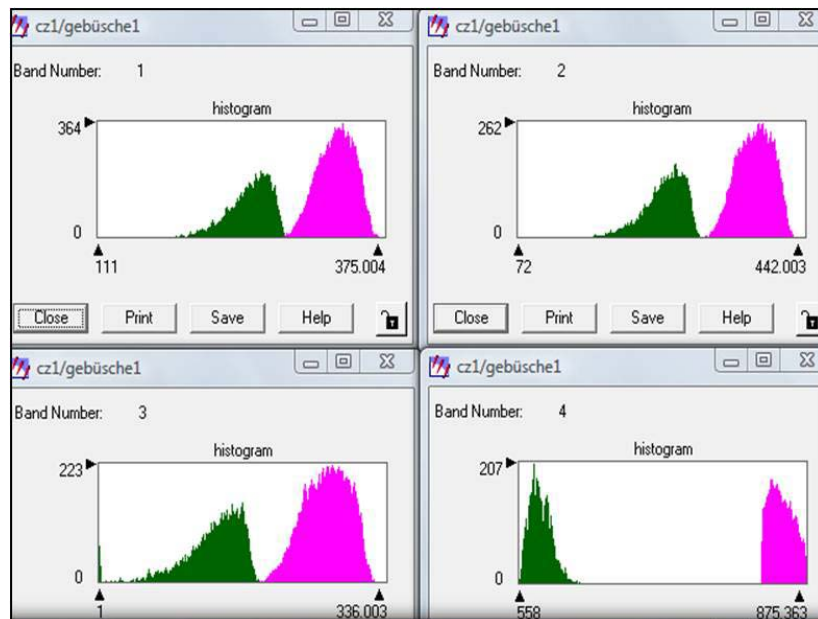 cz1/gebüsche1
Band Number: 1
histogram
364
0
111 375.004
Close Print Save Help
cz1/gebüsche1
Band Number: 2
histogram
262
0
72 442.003
Close Print Save Help
cz1/gebüsche1
Band Number: 3
histogram
223
0
1 336.003
cz1/gebüsche1
Band Number: 4
histogram
207
0
558 875.363